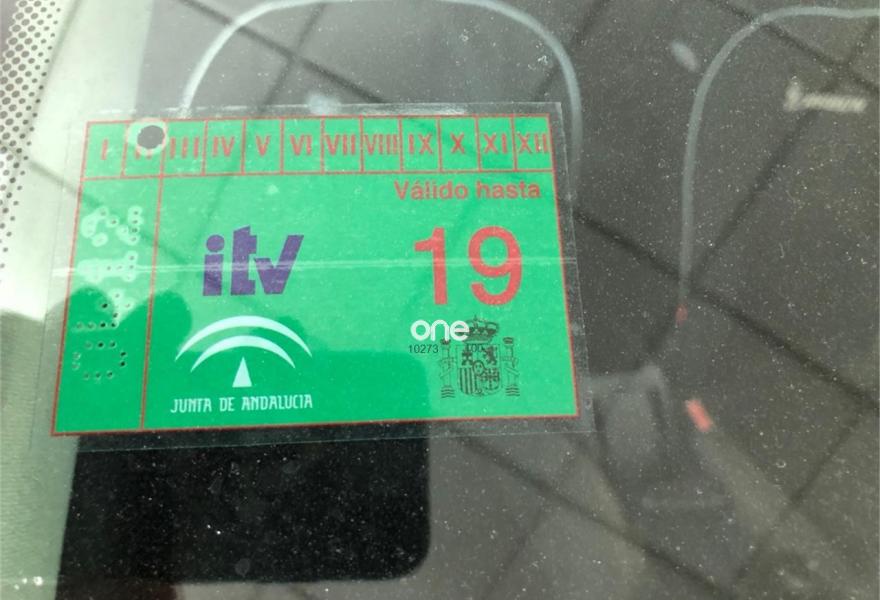 I II III IV V VI VII VIII IX X XI XII
Válido hasta
itv
19
one
10273
JUNTA DE ANDALUCIA